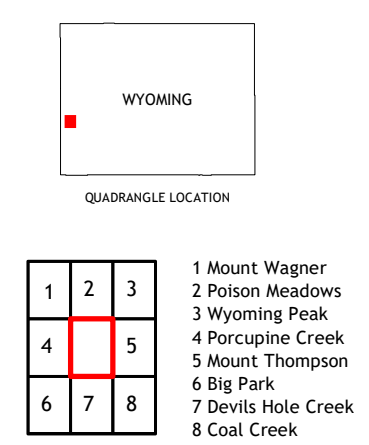 WYOMING
QUADRANGLE LOCATION
1 2 3
4 5
6 7 8
1 Mount Wagner
2 Poison Meadows
3 Wyoming Peak
4 Porcupine Creek
5 Mount Thompson
6 Big Park
7 Devils Hole Creek
8 Coal Creek